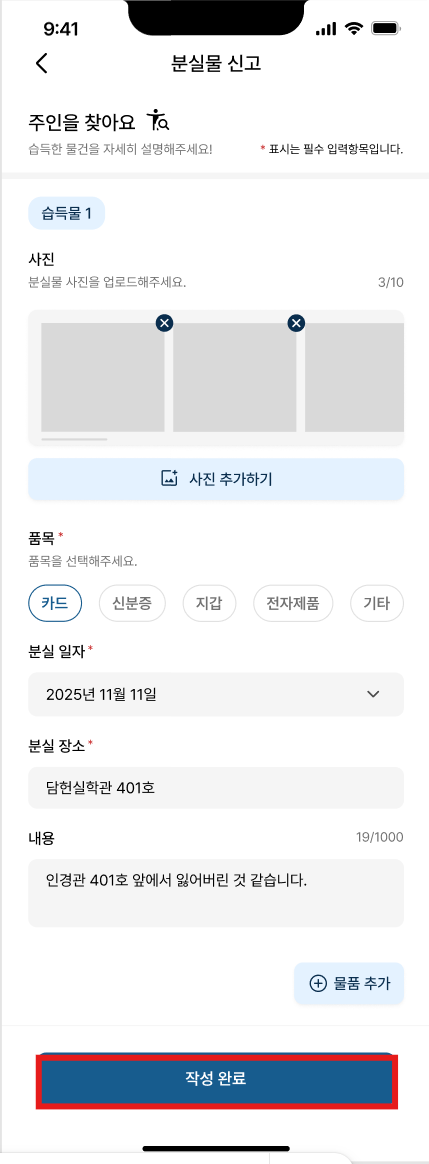 9:41
분실물 신고
주인을 찾아요
습득한 물건을 자세히 설명해주세요!
* 표시는 필수 입력항목입니다.
습득물 1
사진
분실물 사진을 업로드해주세요.
3/10
사진 추가하기
품목 *
품목을 선택해주세요.
카드 신분증 지갑 전자제품 기타
분실 일자 *
2025년 11월 11일
분실 장소 *
담헌실학관 401호
내용
19/1000
인경관 401호 앞에서 잃어버린 것 같습니다.
물품 추가
작성 완료